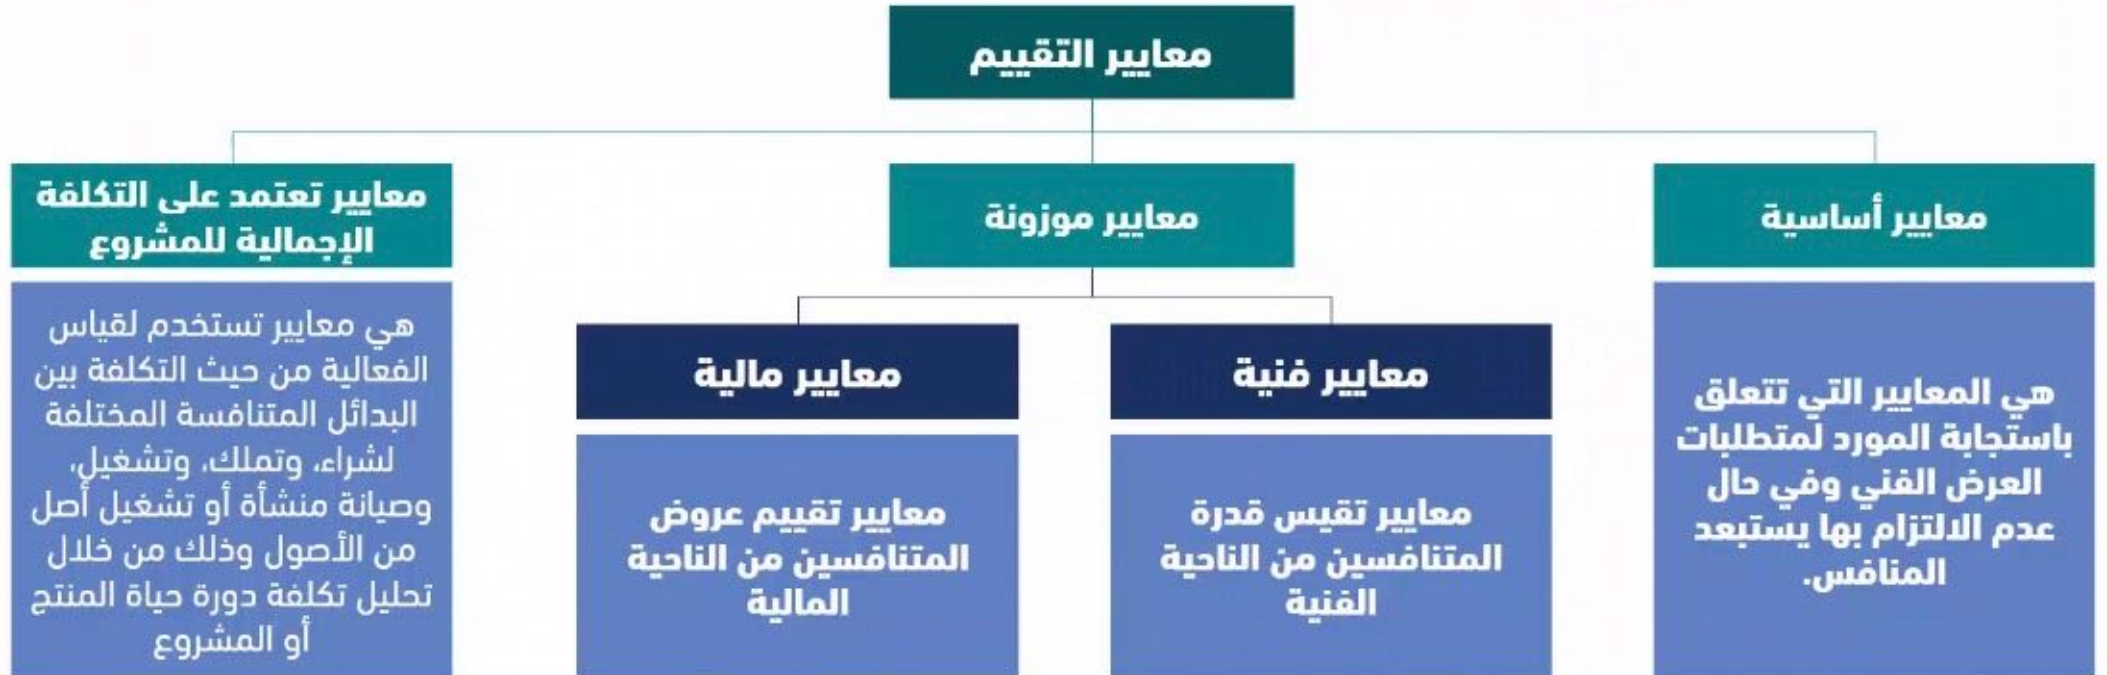 معايير التقييم
معايير أساسية
هي المعايير التي تتعلق
باستجابة المورد لمتطلبات
العرض الفني وفي حال
عدم الالتزام بها يستبعد
المنافس.
معايير موزونة
معايير فنية
معايير تقيس قدرة
المتنافسين من الناحية
الفنية
معايير مالية
معايير تقييم عروض
المتنافسين من الناحية
المالية
معايير تعتمد على التكلفة
الإجمالية للمشروع
هي معايير تستخدم لقياس
الفعالية من حيث التكلفة بين
البدائل المتنافسة المختلفة
لشراء، وتملك، وتشغيل،
وصيانة منشأة أو تشغيل أصل
من الأصول وذلك من خلال
تحليل تكلفة دورة حياة المنتج
أو المشروع